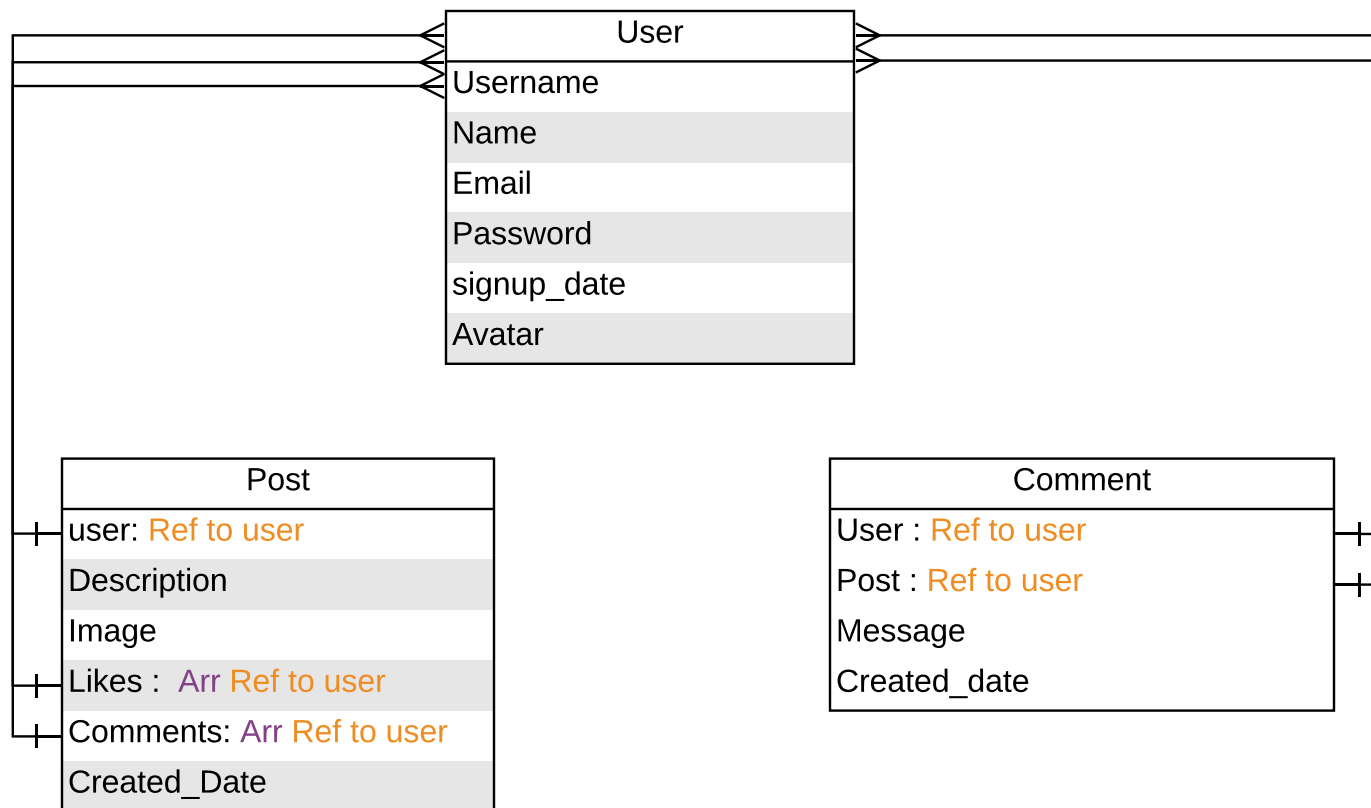 User
Username
Name
Email
Password
signup_date
Avatar
Post
user: Ref to user
Description
Image
Likes : Arr Ref to user
Comments: Arr Ref to user
Created_Date
Comment
User : Ref to user
Post : Ref to user
Message
Created_date